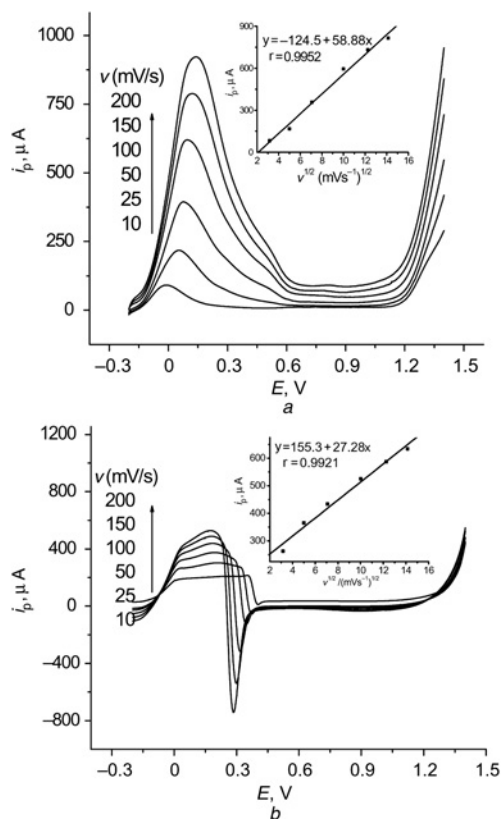 1000
750
500
250
0
i_p, μA
v (mV/s)
200
150
100
50
25
10
900
600
300
0
i_p, μA
y=−124.5+58.88x
r=0.9952
2 4 6 8 10 12 14 16
v^1/2 (mVs⁻¹)^1/2
−0.3 0 0.3 0.6 0.9 1.2 1.5
E, V
a
1200
800
400
0
−400
−800
i_p, μA
v (mV/s)
200
150
100
50
25
10
600
500
400
300
i_p, μA
y=155.3+27.28x
r=0.9921
2 4 6 8 10 12 14 16
v^1/2 /(mVs⁻¹)^1/2
−0.3 0 0.3 0.6 0.9 1.2 1.5
E, V
b